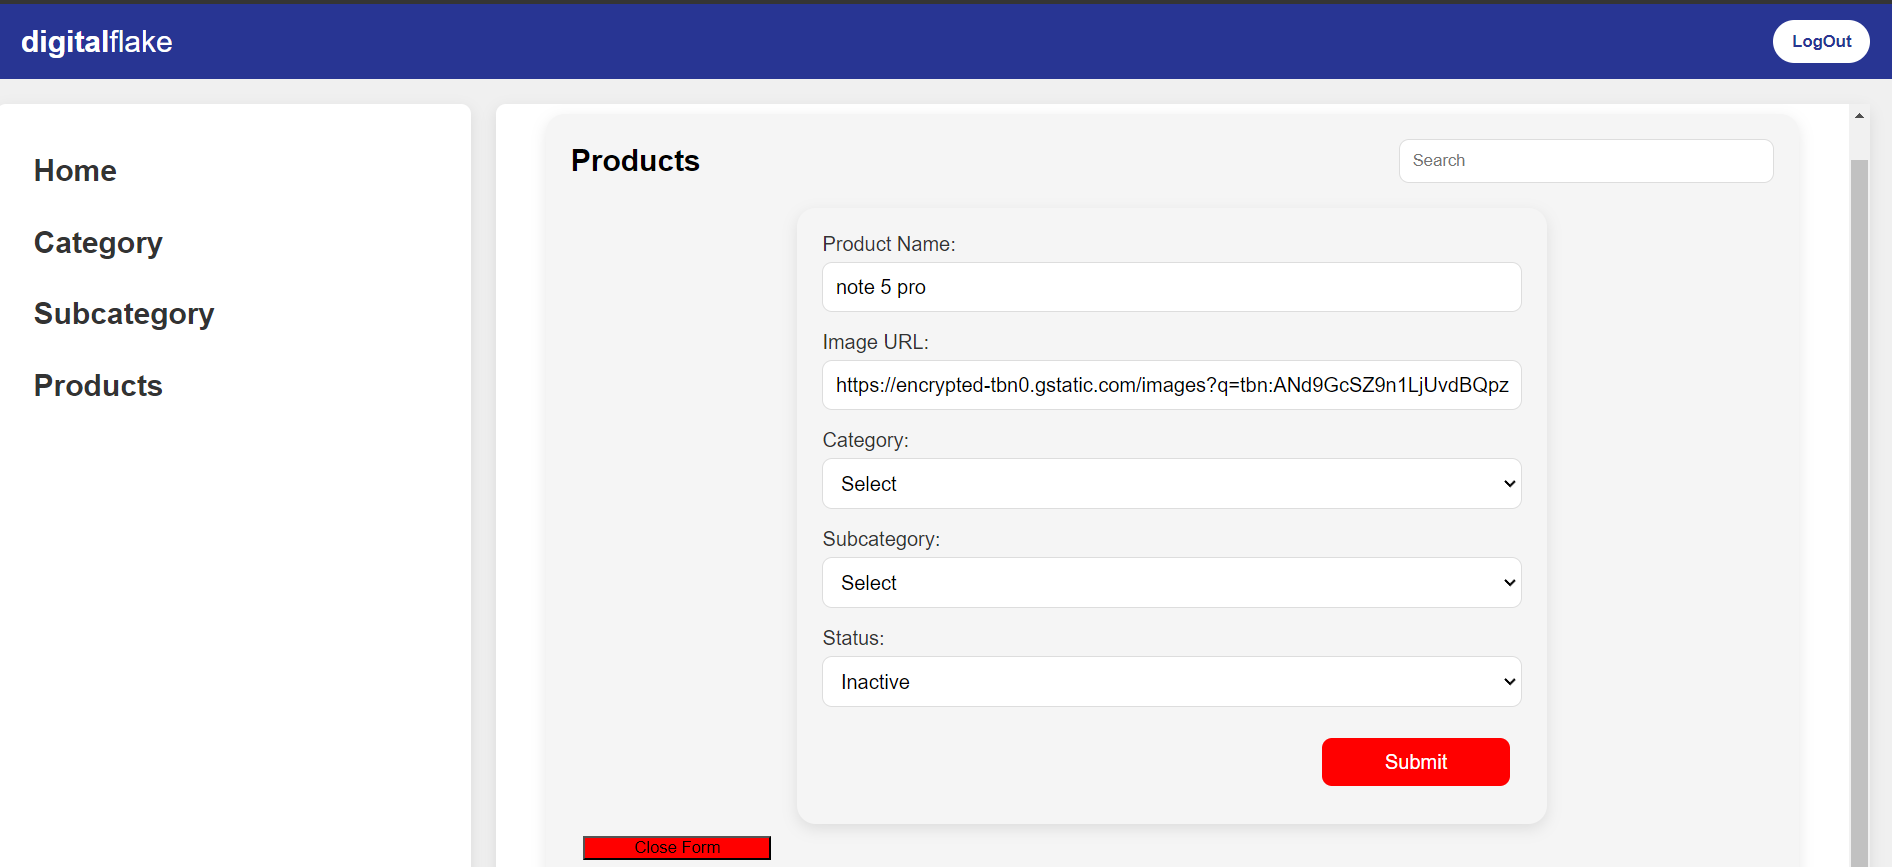 digitalflake
LogOut
Home
Category
Subcategory
Products
Products
Search
Product Name:
note 5 pro
Image URL:
https://encrypted-tbn0.gstatic.com/images?q=tbn:ANd9GcSZ9n1LjUvdBQpz
Category:
Select
Subcategory:
Select
Status:
Inactive
Submit
Close Form